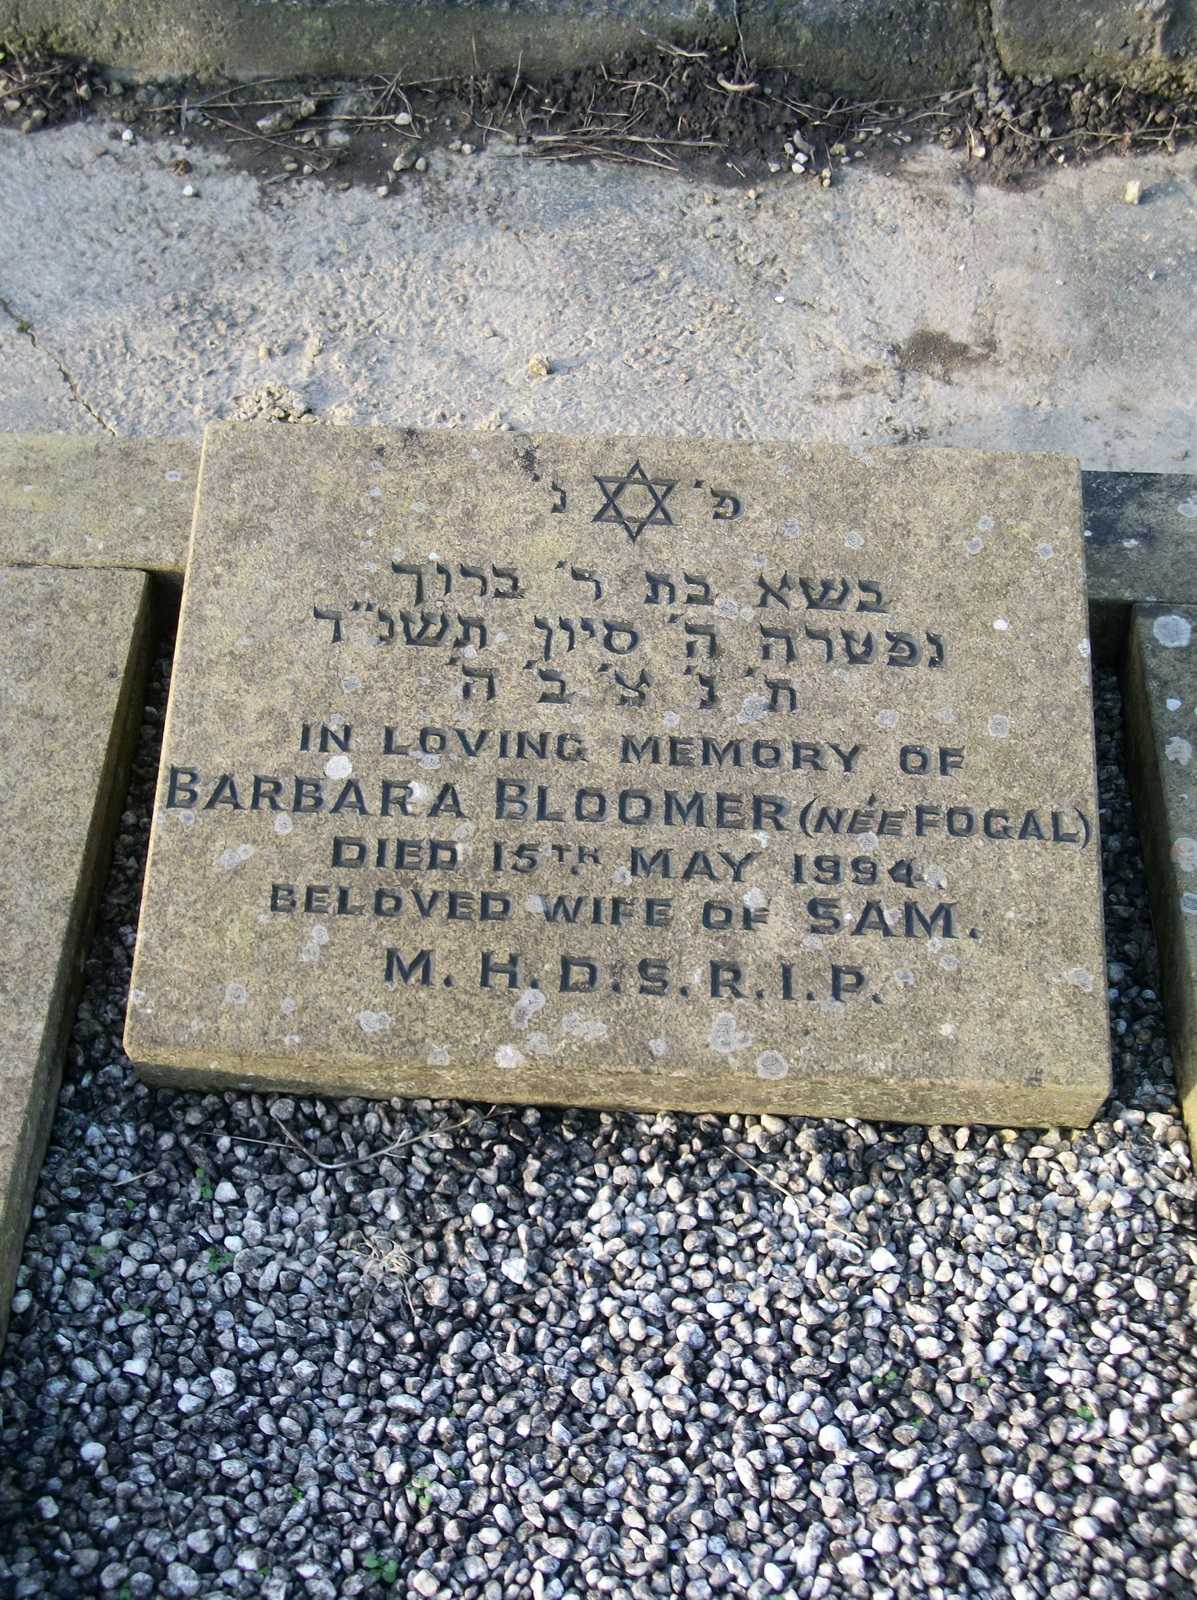 פ׳ נ׳
בשא בת ר׳ ברוך
נפטרה ה׳ סיון תשנ״ד
ת׳ נ׳ צ׳ ב׳ ה׳
IN LOVING MEMORY OF
BARBARA BLOOMER (NÉE FOGAL)
DIED 15TH MAY 1994.
BELOVED WIFE OF SAM.
M.H.D.S.R.I.P.